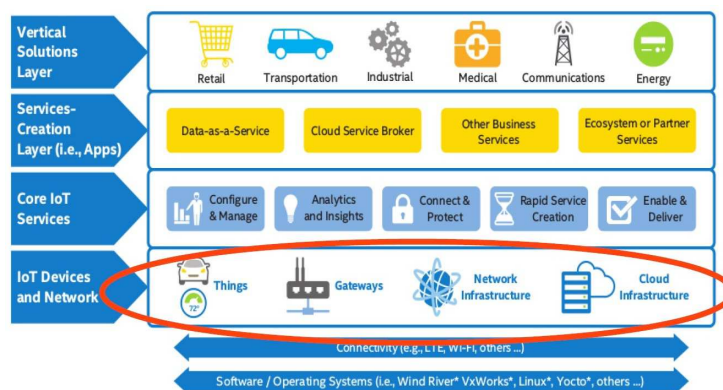 Vertical
Solutions
Layer
Retail
Transportation
Industrial
Medical
Communications
Energy
Services-
Creation
Layer (i.e., Apps)
Data-as-a-Service
Cloud Service Broker
Other Business
Services
Ecosystem or Partner
Services
Core IoT
Services
Configure
& Manage
Analytics
and Insights
Connect &
Protect
Rapid Service
Creation
Enable &
Deliver
IoT Devices
and Network
72°
Things
Gateways
Network
Infrastructure
Cloud
Infrastructure
Connectivity (e.g., LTE, Wi-Fi, others ...)
Software / Operating Systems (i.e., Wind River* VxWorks*, Linux*, Yocto*, others ...)